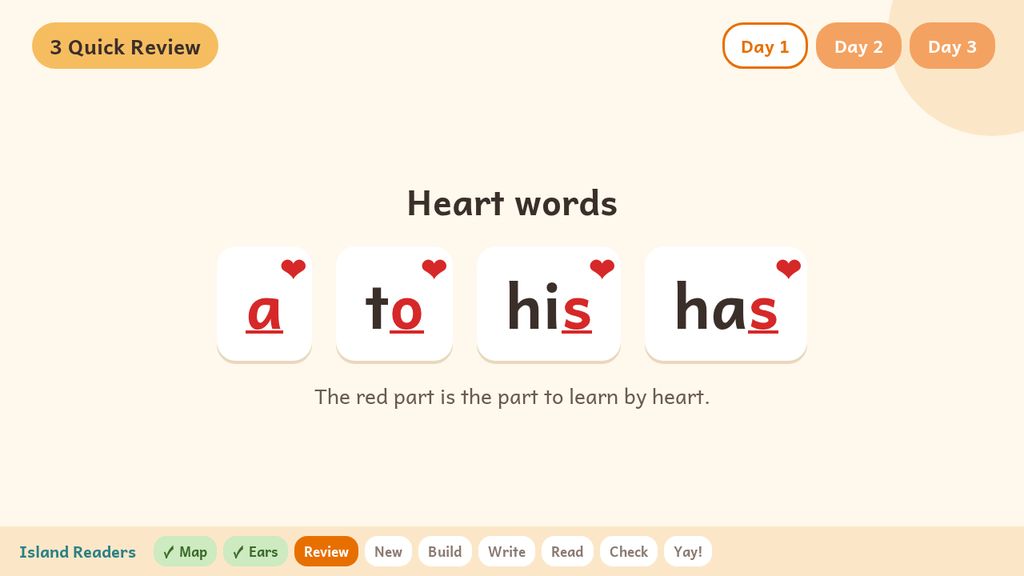 3 Quick Review
Day 1 Day 2 Day 3
Heart words
a to his has
The red part is the part to learn by heart.
Island Readers ✓ Map ✓ Ears Review New Build Write Read Check Yay!